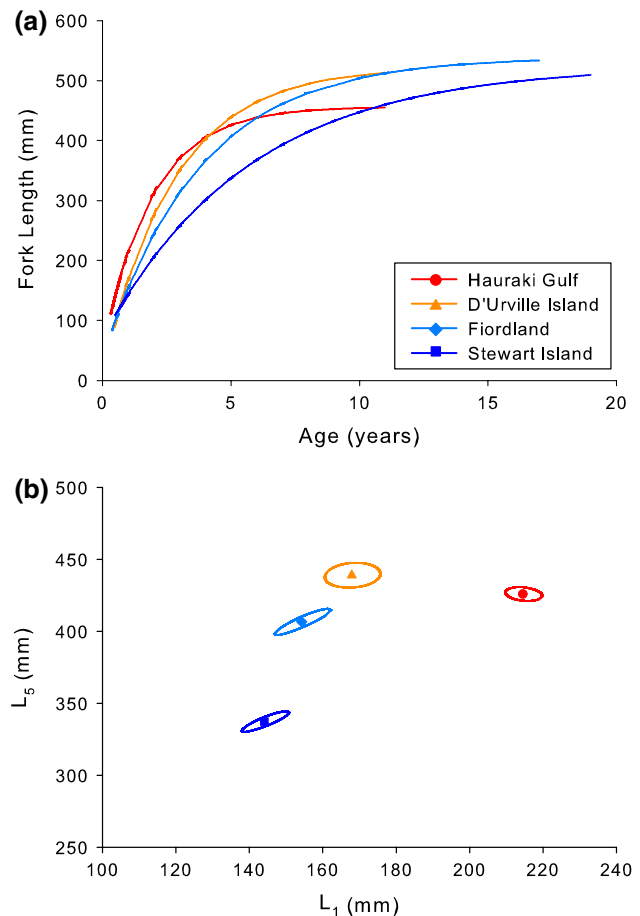 (a)
600
500
400
300
200
100
0
Fork Length (mm)
Hauraki Gulf
D'Urville Island
Fiordland
Stewart Island
0 5 10 15 20
Age (years)
(b)
500
450
400
350
300
250
L5 (mm)
100 120 140 160 180 200 220 240
L1 (mm)